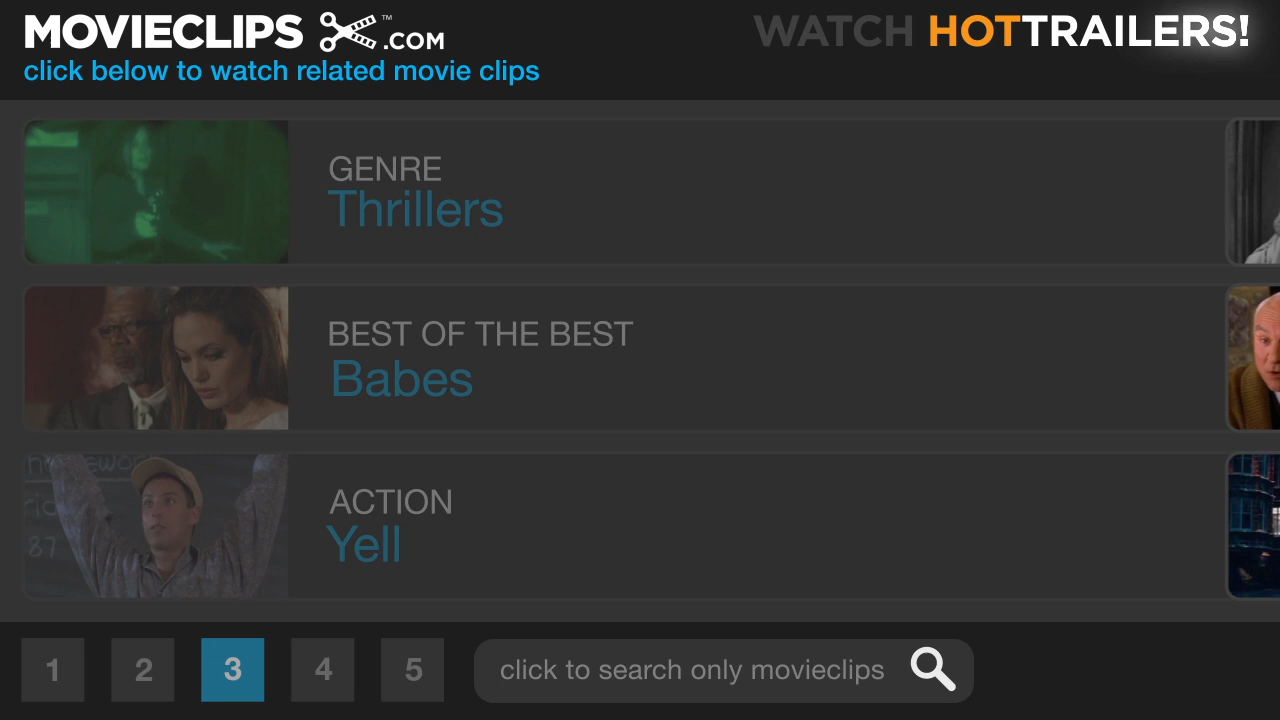 MOVIECLIPS ™ .COM
WATCH HOTTRAILERS!
click below to watch related movie clips
GENRE
Thrillers
BEST OF THE BEST
Babes
ACTION
Yell
87
1 2 3 4 5
click to search only movieclips